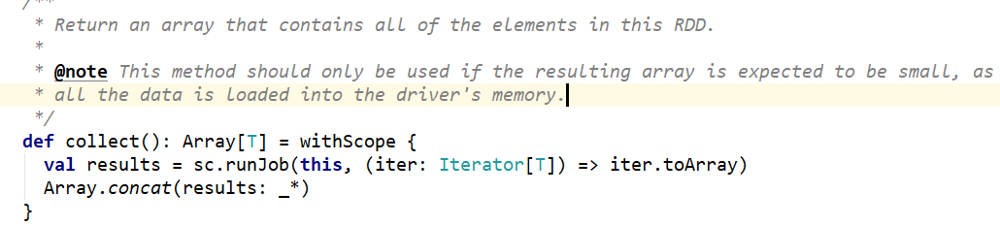 /**
 * Return an array that contains all of the elements in this RDD.
 *
 * @note This method should only be used if the resulting array is expected to be small, as
 * all the data is loaded into the driver's memory.
 */
def collect(): Array[T] = withScope {
  val results = sc.runJob(this, (iter: Iterator[T]) => iter.toArray)
  Array.concat(results: _*)
}